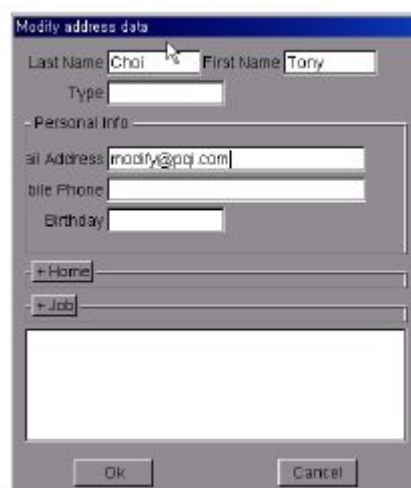 Modify address data
Last Name Choi First Name Tony
Type
Personal Info
ail Address modify@pqi.com
bile Phone
Birthday
+ Home
+ Job
Ok Cancel